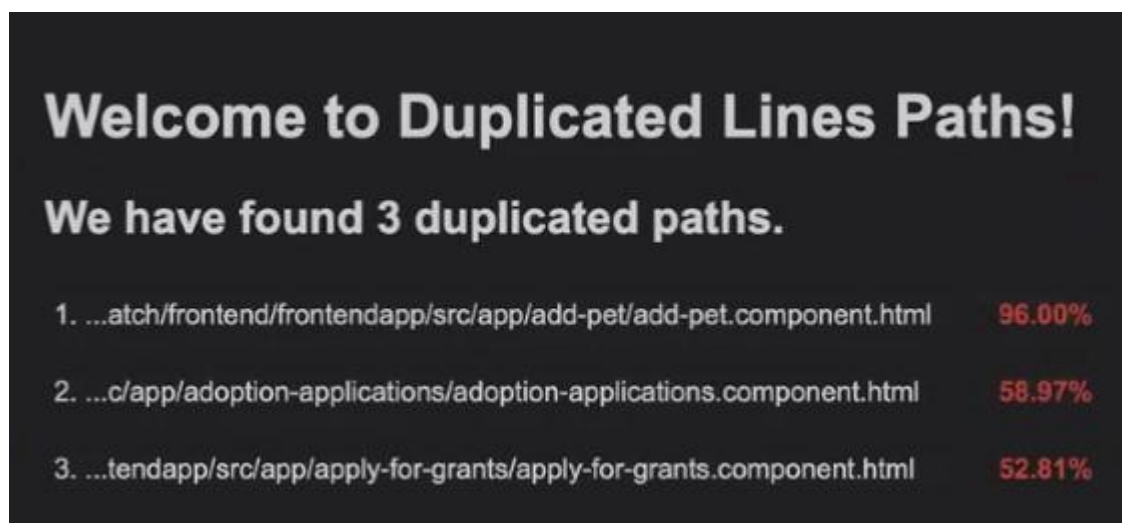 Welcome to Duplicated Lines Paths!
We have found 3 duplicated paths.
1. ...atch/frontend/frontendapp/src/app/add-pet/add-pet.component.html 96.00%
2. ...c/app/adoption-applications/adoption-applications.component.html 58.97%
3. ...tendapp/src/app/apply-for-grants/apply-for-grants.component.html 52.81%